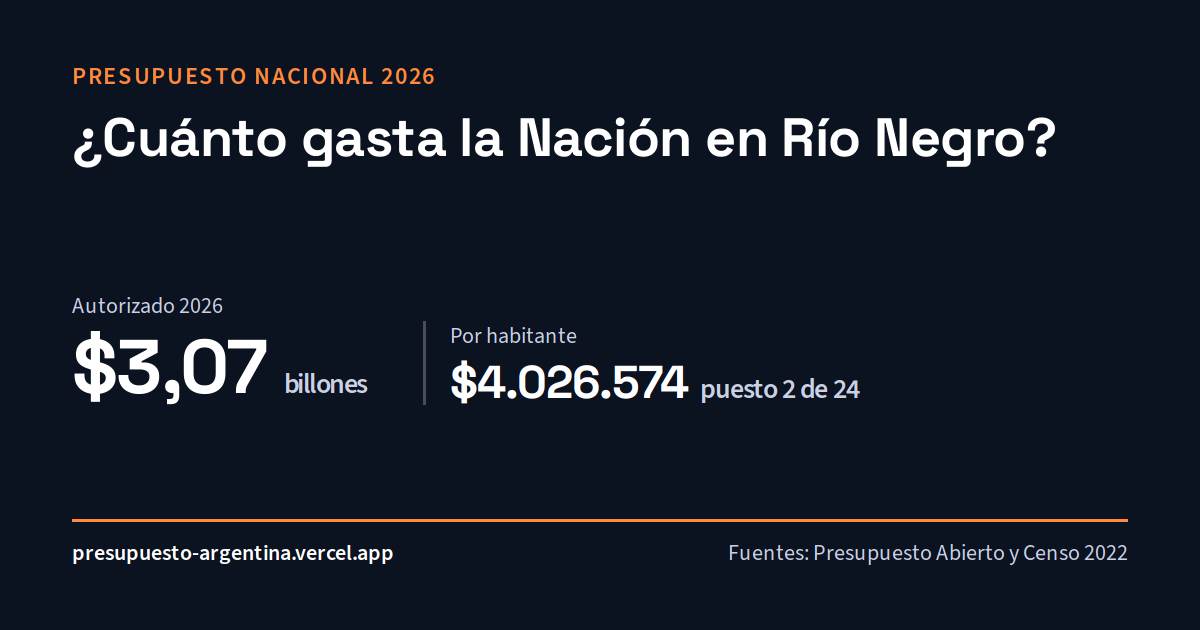 PRESUPUESTO NACIONAL 2026
¿Cuánto gasta la Nación en Río Negro?
Autorizado 2026
$3,07 billones
Por habitante
$4.026.574 puesto 2 de 24
presupuesto-argentina.vercel.app
Fuentes: Presupuesto Abierto y Censo 2022